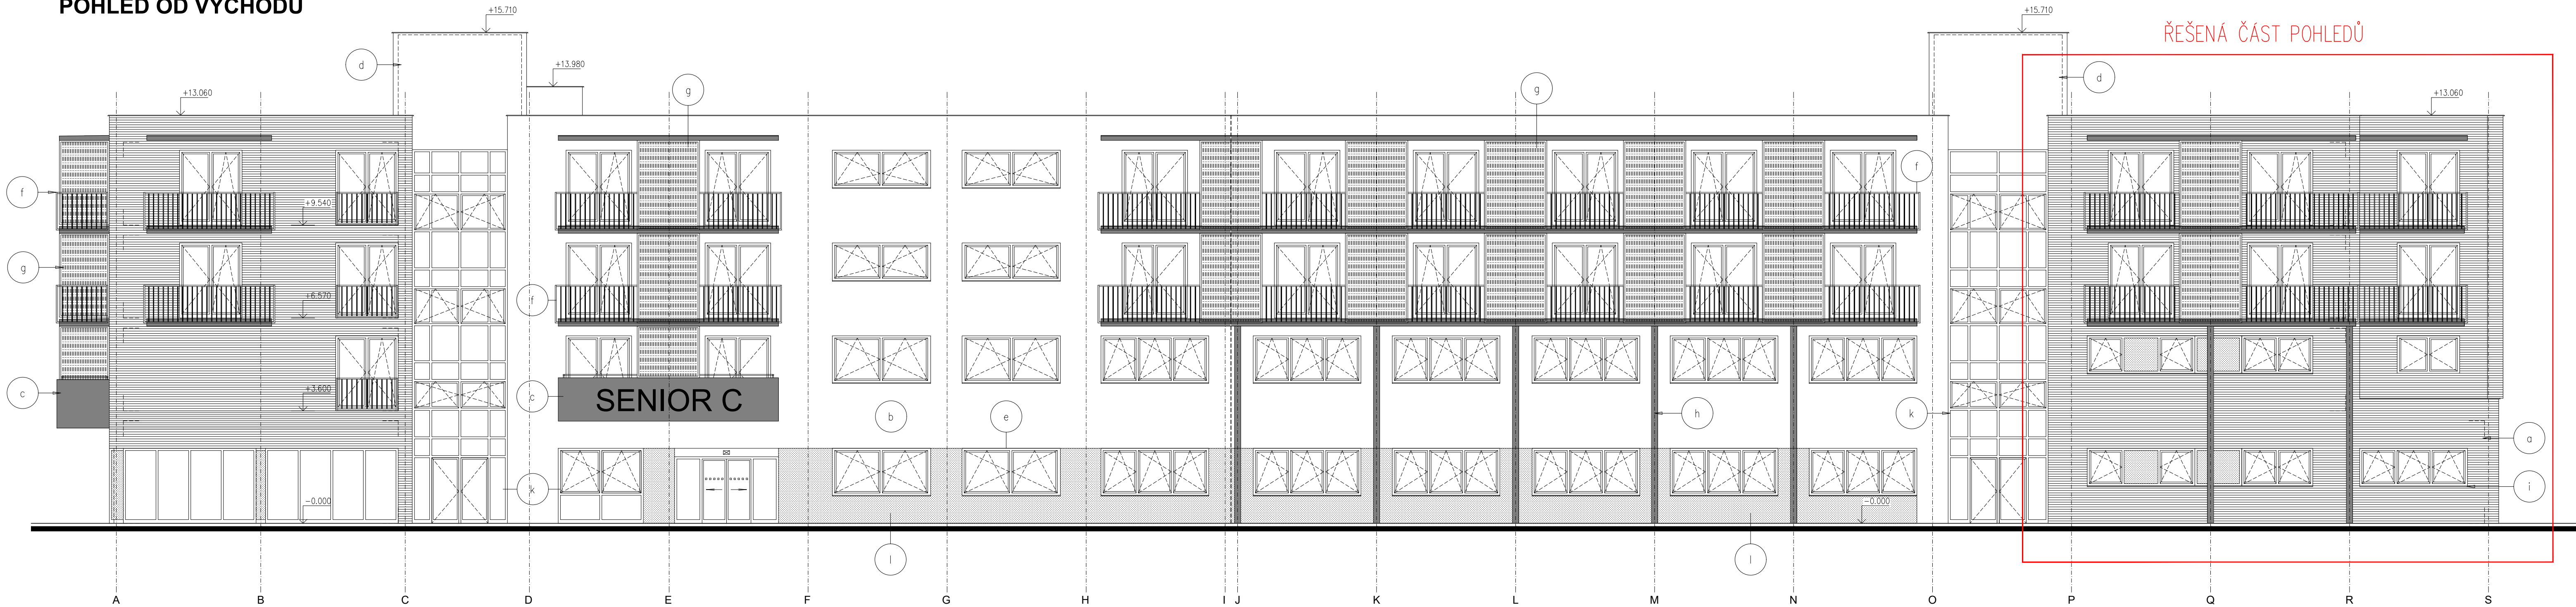 POHLED OD VÝCHODU
+15.710
+15.710
ŘEŠENÁ ČÁST POHLEDŮ
d
+13.980
d
g
g
+13.060
+13.060
f
f
+9.540
g
+6.570
f
c
+3.600
c
SENIOR C
b
e
h
k
a
k
i
-0.000
-0.000
l
l
A B C D E F G H I J K L M N O P Q R S